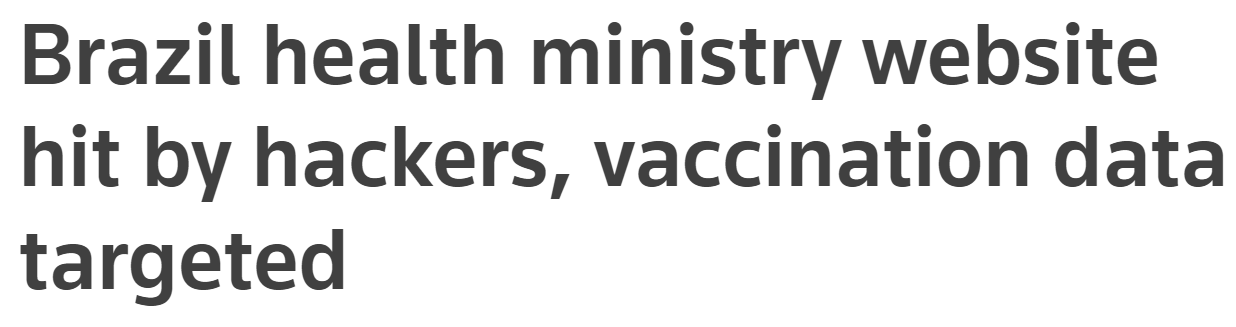 Brazil health ministry website
hit by hackers, vaccination data
targeted